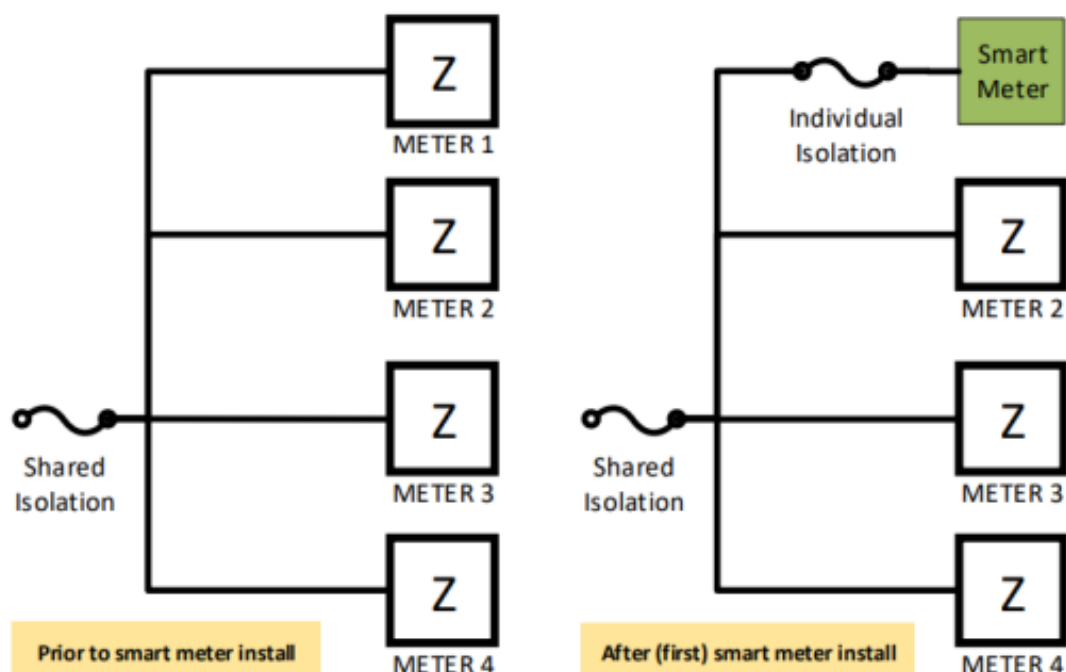 Z
METER 1
Z
METER 2
Z
METER 3
Z
METER 4
Shared
Isolation
Prior to smart meter install
Smart
Meter
Individual
Isolation
Z
METER 2
Z
METER 3
Z
METER 4
Shared
Isolation
After (first) smart meter install